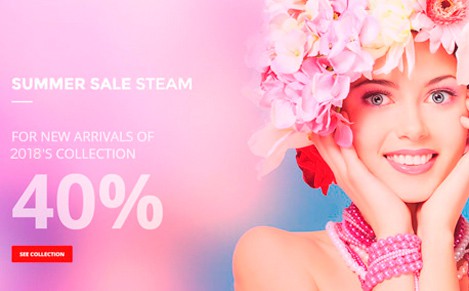 SUMMER SALE STEAM
FOR NEW ARRIVALS OF
2018'S COLLECTION
40%
SEE COLLECTION